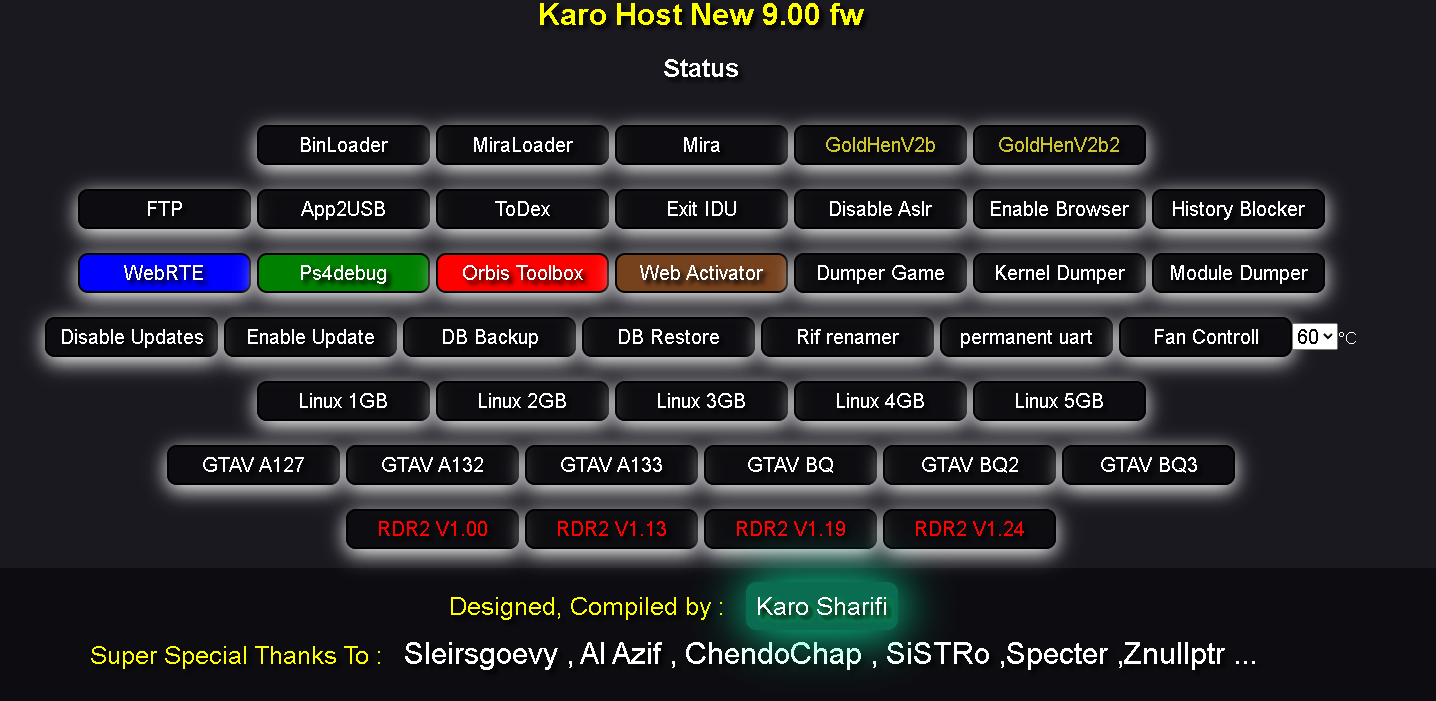 Karo Host New 9.00 fw
Status
BinLoader MiraLoader Mira GoldHenV2b GoldHenV2b2
FTP App2USB ToDex Exit IDU Disable Aslr Enable Browser History Blocker
WebRTE Ps4debug Orbis Toolbox Web Activator Dumper Game Kernel Dumper Module Dumper
Disable Updates Enable Update DB Backup DB Restore Rif renamer permanent uart Fan Controll 60 °C
Linux 1GB Linux 2GB Linux 3GB Linux 4GB Linux 5GB
GTAV A127 GTAV A132 GTAV A133 GTAV BQ GTAV BQ2 GTAV BQ3
RDR2 V1.00 RDR2 V1.13 RDR2 V1.19 RDR2 V1.24
Designed, Compiled by : Karo Sharifi
Super Special Thanks To : Sleirsgoevy , Al Azif , ChendoChap , SiSTRo ,Specter ,Znullptr ...